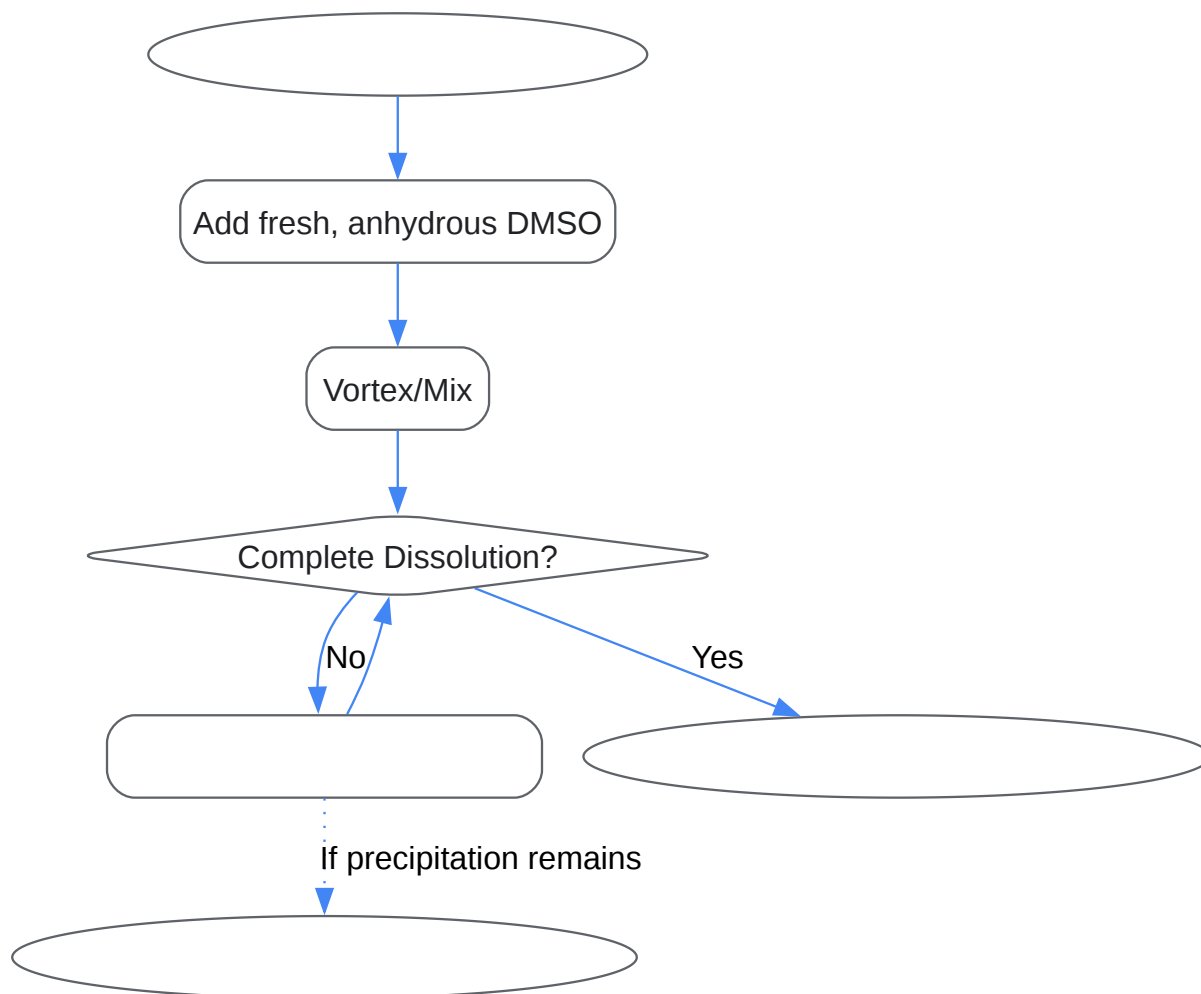 Add fresh, anhydrous DMSO
Vortex/Mix
Complete Dissolution?
No
Yes
If precipitation remains